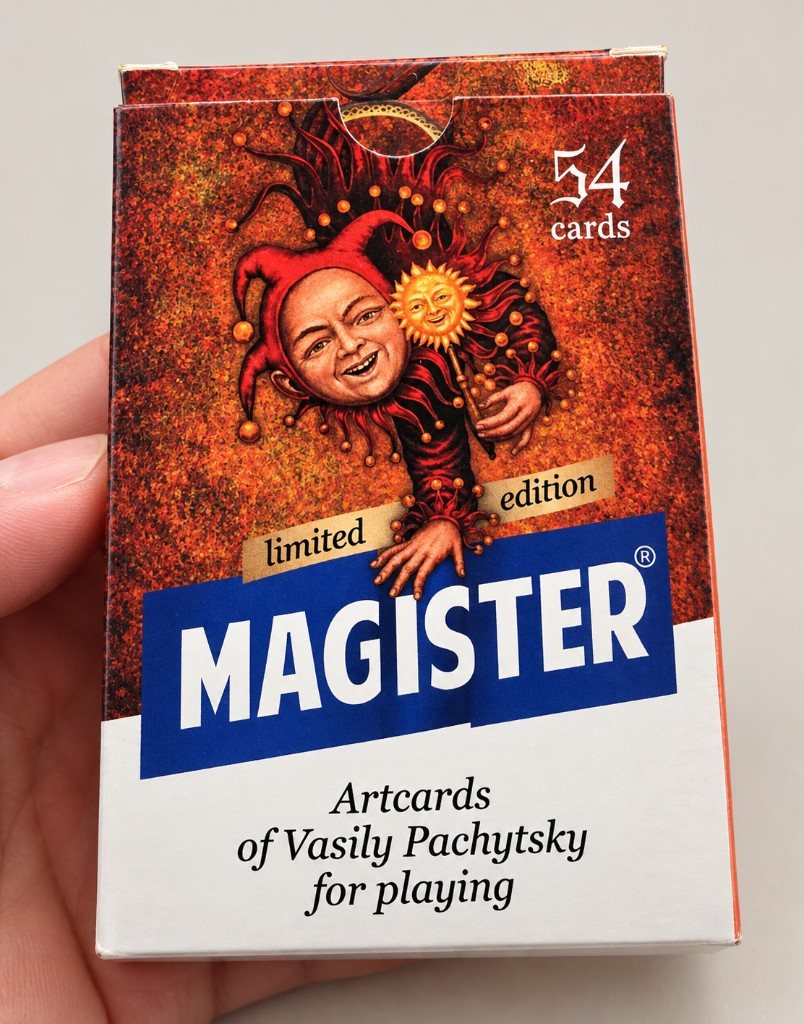 54
cards
limited edition
MAGISTER®
Artcards
of Vasily Pachytsky
for playing